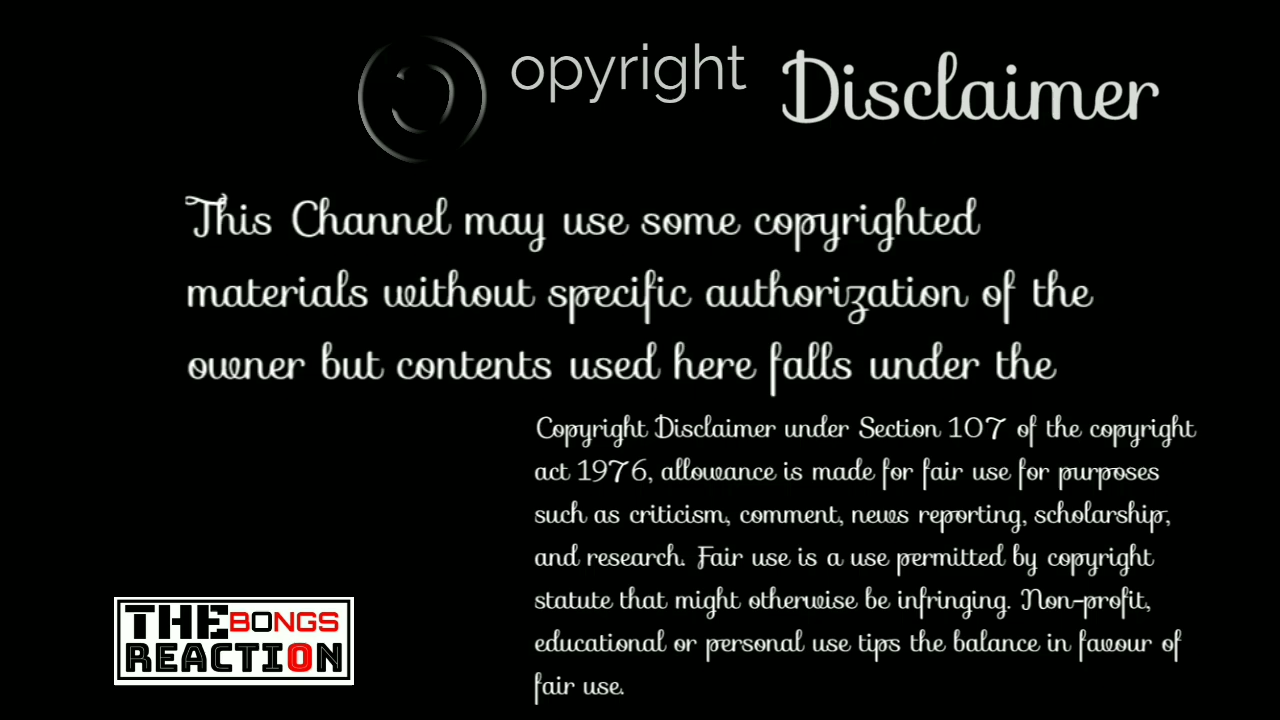 opyright Disclaimer
This Channel may use some copyrighted
materials without specific authorization of the
owner but contents used here falls under the
Copyright Disclaimer under Section 107 of the copyright
act 1976, allowance is made for fair use for purposes
such as criticism, comment, news reporting, scholarship,
and research. Fair use is a use permitted by copyright
statute that might otherwise be infringing. Non-profit,
educational or personal use tips the balance in favour of
fair use.
THE BONGS
REACTION